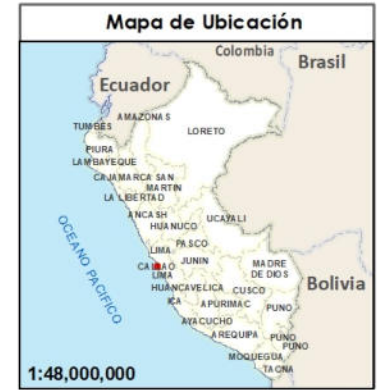 Mapa de Ubicación
Colombia
Brasil
Ecuador
AMAZONAS
TUMBES
LORETO
PIURA
LAMBAYEQUE
CAJAMARCA SAN
MARTIN
LA LIBERTAD
ANCASH
UCAYALI
HUANUCO
PASCO
LIMA
JUNIN
MADRE
DE DIOS
CALLAO
LIMA
Bolivia
HUANCAVELICA
CUSCO
ICA
APURIMAC
PUNO
AYACUCHO
AREQUIPA
PUNO
PUNO
MOQUEGUA
TACNA
OCEANO PACIFICO
1:48,000,000